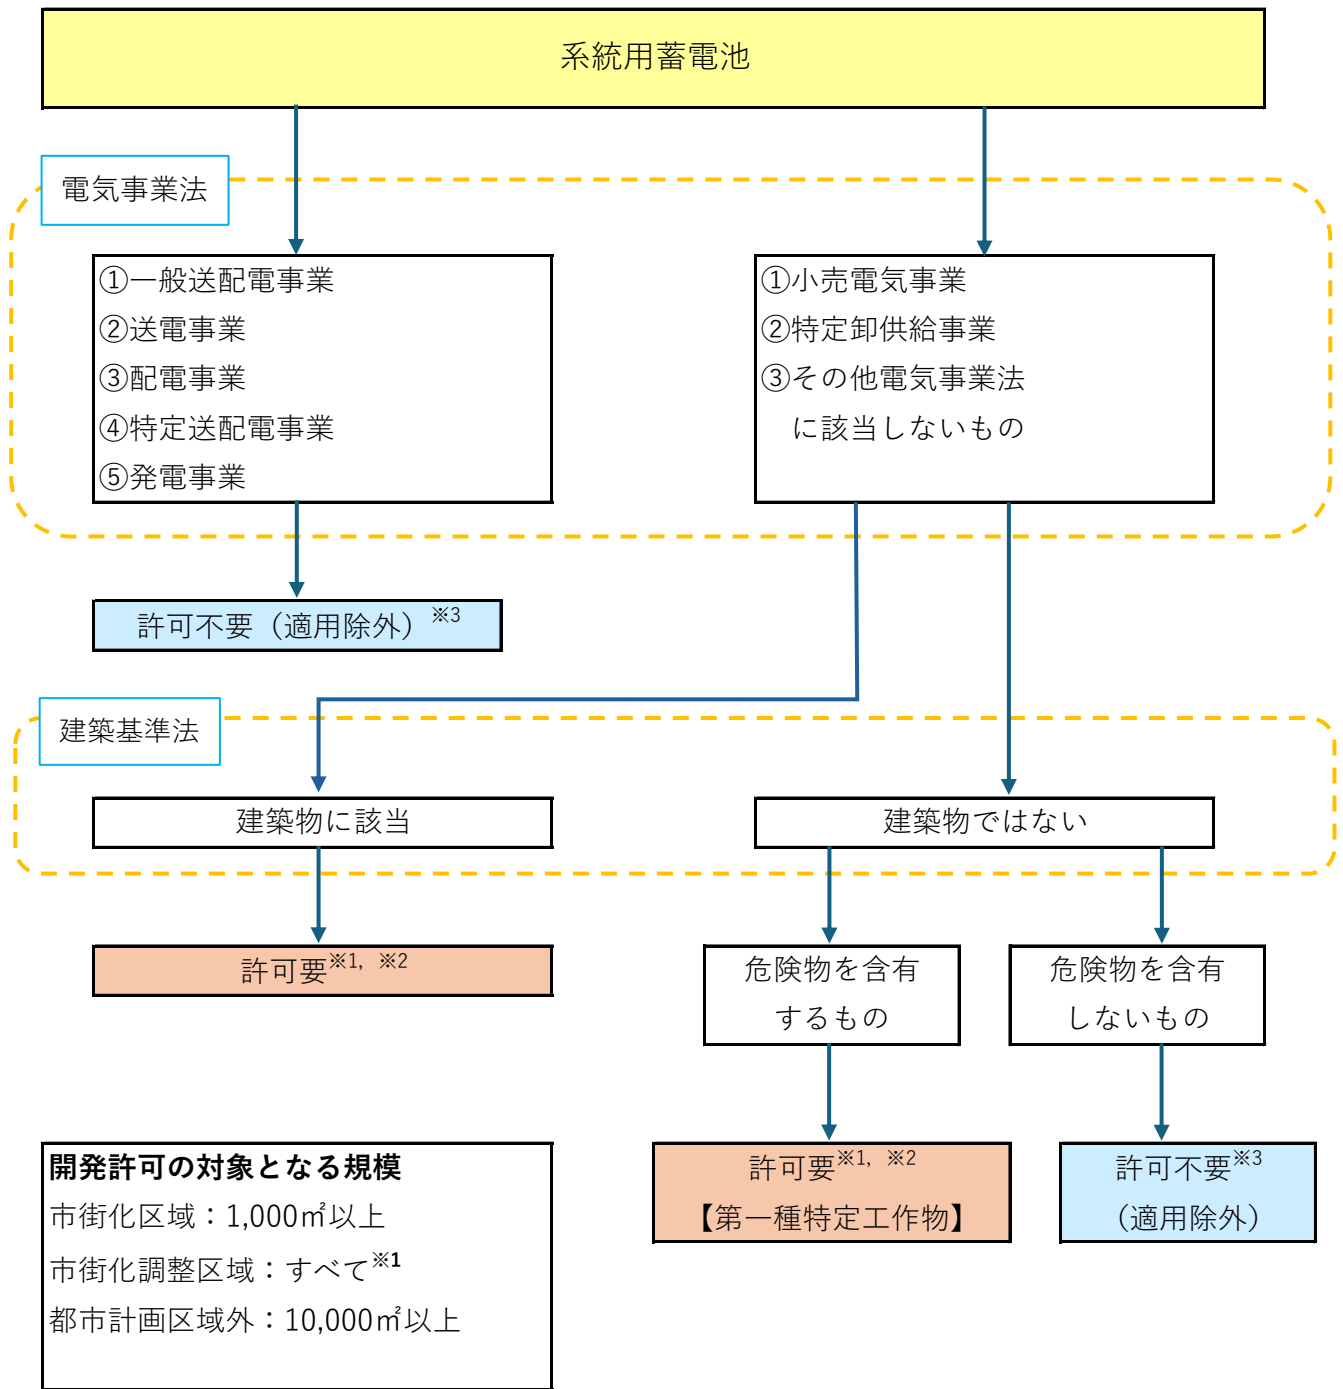 系統用蓄電池
電気事業法
①一般送配電事業
②送電事業
③配電事業
④特定送配電事業
⑤発電事業
①小売電気事業
②特定卸供給事業
③その他電気事業法
に該当しないもの
許可不要（適用除外）※3
建築基準法
建築物に該当
建築物ではない
許可要※1，※2
危険物を含有
するもの
危険物を含有
しないもの
許可要※1，※2
【第一種特定工作物】
許可不要※3
（適用除外）
開発許可の対象となる規模
市街化区域：1,000㎡以上
市街化調整区域：すべて※1
都市計画区域外：10,000㎡以上